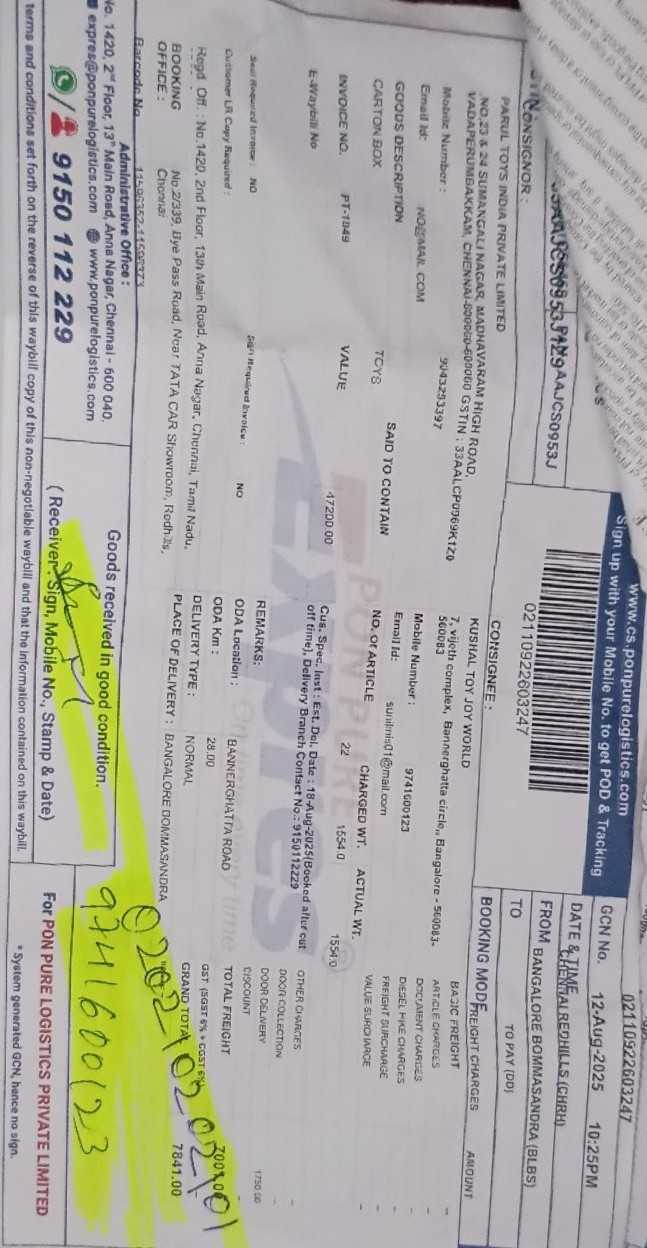 www.cs.ponpurelogistics.com
Sign up with your Mobile No. to get POD & Tracking
02110922603247
02110922603247
GCN No.
DATE & TIME 12-Aug-2025 10:25PM
FROM CHENNAI REDHILLS (CHRH)
TO BANGALORE BOMMASANDRA (BLBS)
BOOKING MODE TO PAY (DD)
PAN AAJCS0953J
CONSIGNOR :
PARUL TOYS INDIA PRIVATE LIMITED
NO.23 & 24 SUMANGALI NAGAR, MADHAVARAM HIGH ROAD,
VADAPERUMBAKKAM, CHENNAI-600060-600060 GSTIN : 33AALCP0969K1Z0
Mobile Number : 9043293397
Email Id: NO@MAIL.COM
CONSIGNEE :
KUSHAL TOY JOY WORLD
7, vijeth complex, Bannerghatta circle,, Bangalore - 560083-
560083
Mobile Number : 9741600123
Email Id: sunilmis01@mail.com
GOODS DESCRIPTION SAID TO CONTAIN NO. Of ARTICLE CHARGED WT. ACTUAL WT.
CARTON BOX TOYS 22 1554.0 1554.0
INVOICE NO. VALUE
PT-1049 47200.00
E-Waybill No
Cus. Spec. Inst : Est. Del. Date : 18-Aug-2025(Booked after cut
off time), Delivery Branch Contact No.: 9150112229
FREIGHT CHARGES AMOUNT
BASIC FREIGHT -
ARTICLE CHARGES -
DOCUMENT CHARGES -
DIESEL HIKE CHARGES -
FREIGHT SURCHARGE -
VALUE SURCHARGE -
OTHER CHARGES -
DOOR COLLECTION -
DOOR DELIVERY 1750.00
DISCOUNT
TOTAL FREIGHT 7001.00
GST (SGST 6% + CGST 6%)
GRAND TOTAL 7841.00
Seal Required Invoice : NO
Sign Required Invoice : NO
Customer LR Copy Required :
REMARKS:
ODA Location : BANNERGHATTA ROAD
ODA Km : 28.00
DELIVERY TYPE : NORMAL
PLACE OF DELIVERY : BANGALORE BOMMASANDRA
Regd. Off. : No.1420, 2nd Floor, 13th Main Road, Anna Nagar, Chennai, Tamil Nadu,
BOOKING OFFICE : No.2/339, Bye Pass Road, Near TATA CAR Showroom, Redhills,
Chennai
Barcode No
PON PURE
EXPRESS
Administrative Office :
No. 1420, 2nd Floor, 13th Main Road, Anna Nagar, Chennai - 600 040.
expres@ponpurelogistics.com www.ponpurelogistics.com
9150 112 229
Goods received in good condition.
( Receiver: Sign, Mobile No., Stamp & Date)
9741600123
For PON PURE LOGISTICS PRIVATE LIMITED
terms and conditions set forth on the reverse of this waybill copy of this non-negotiable waybill and that the information contained on this waybill.
* System generated GCN, hence no sign.